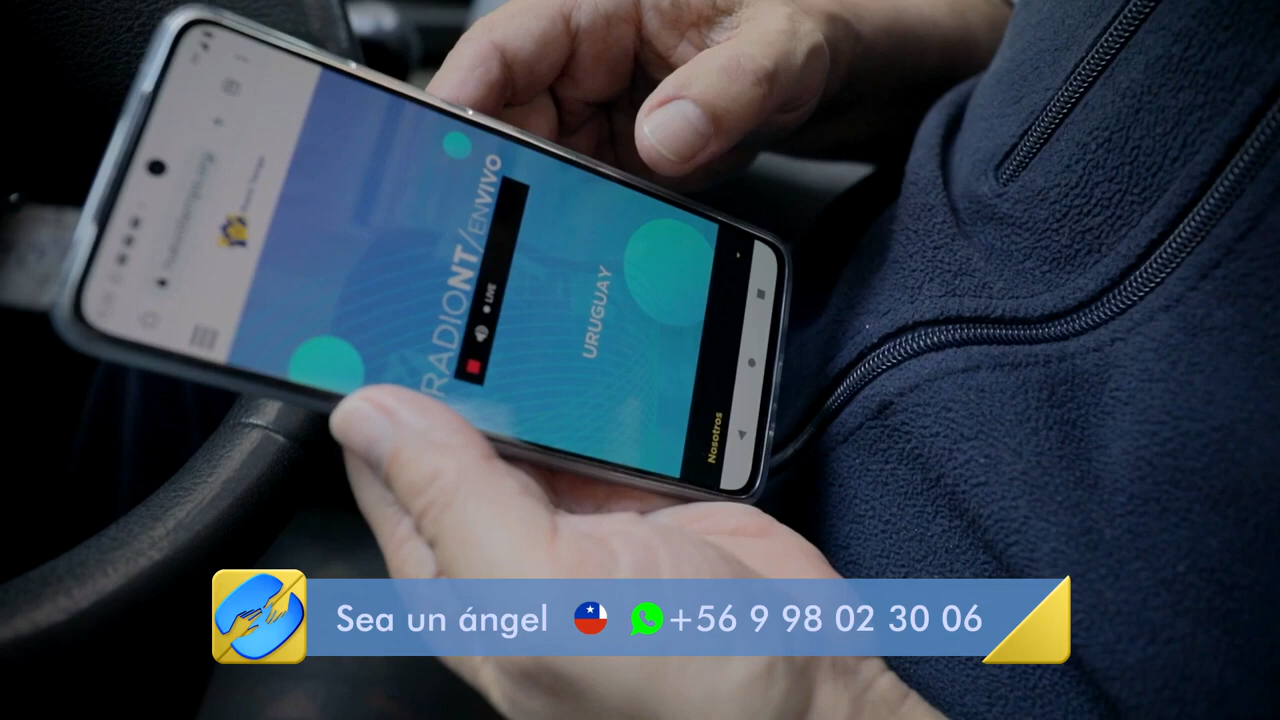 RADIONT/ENVIVO
LIVE
URUGUAY
Nosotros
Sea un ángel +56 9 98 02 30 06